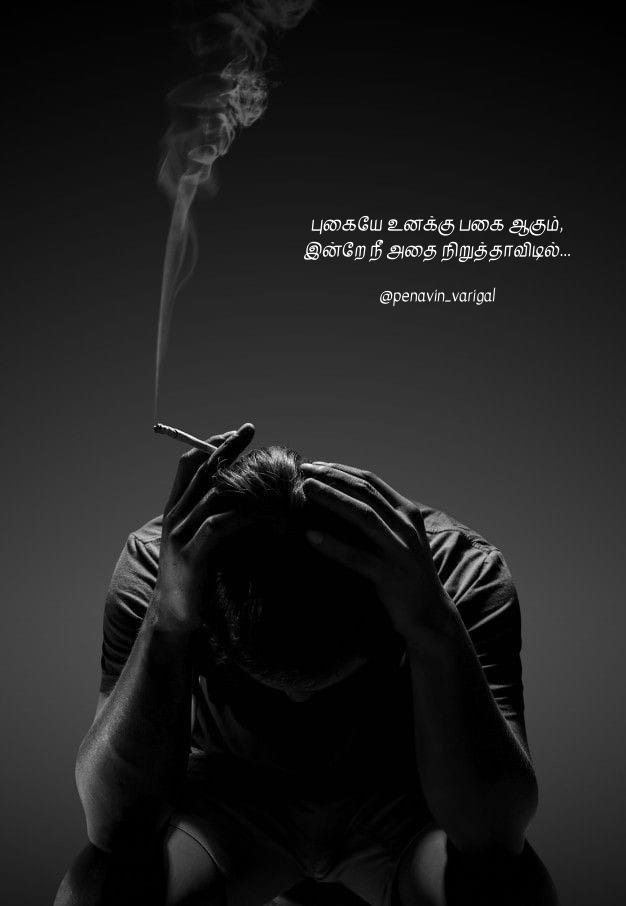 புகையே உனக்கு பகை ஆகும்,
இன்றே நீ அதை நிறுத்தாவிடில்...
@penavin_varigal